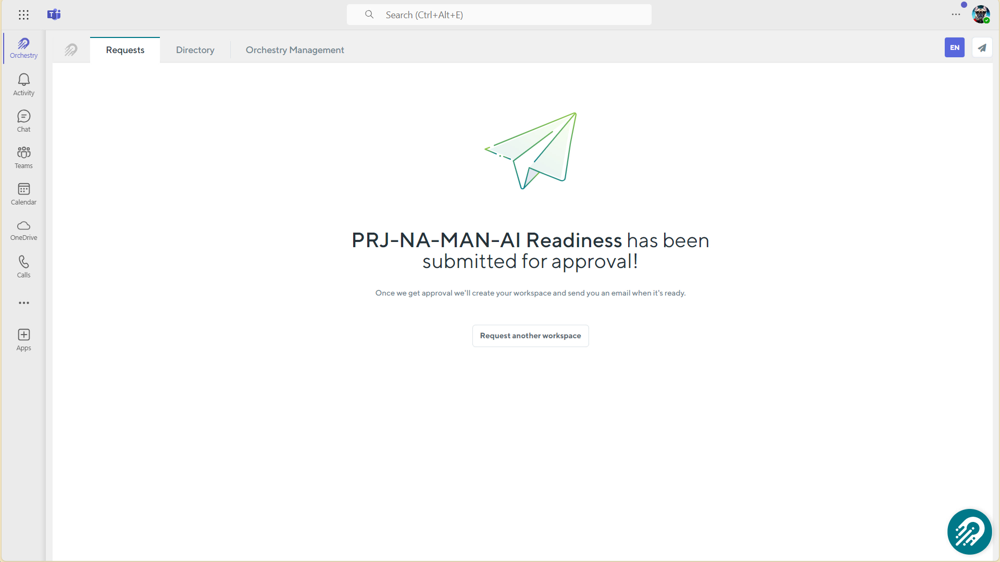 Search (Ctrl+Alt+E)
Orchestry
Activity
Chat
Teams
Calendar
OneDrive
Calls
Apps
Requests
Directory
Orchestry Management
EN
PRJ-NA-MAN-AI Readiness has been
submitted for approval!
Once we get approval we'll create your workspace and send you an email when it's ready.
Request another workspace